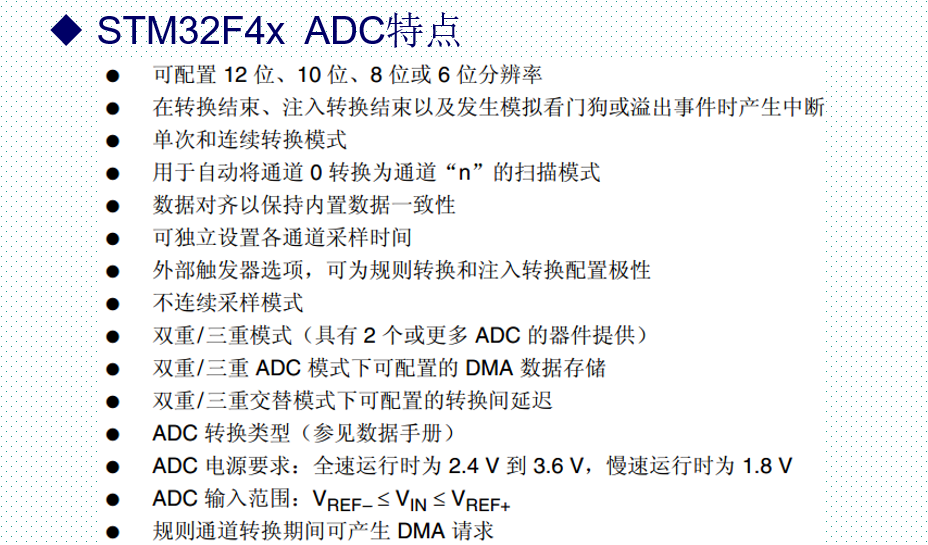 ◆ STM32F4x ADC特点
● 可配置 12 位、10 位、8 位或 6 位分辨率
● 在转换结束、注入转换结束以及发生模拟看门狗或溢出事件时产生中断
● 单次和连续转换模式
● 用于自动将通道 0 转换为通道“n”的扫描模式
● 数据对齐以保持内置数据一致性
● 可独立设置各通道采样时间
● 外部触发器选项，可为规则转换和注入转换配置极性
● 不连续采样模式
● 双重/三重模式（具有 2 个或更多 ADC 的器件提供）
● 双重/三重 ADC 模式下可配置的 DMA 数据存储
● 双重/三重交替模式下可配置的转换间延迟
● ADC 转换类型（参见数据手册）
● ADC 电源要求：全速运行时为 2.4 V 到 3.6 V，慢速运行时为 1.8 V
● ADC 输入范围：VREF– ≤ VIN ≤ VREF+
● 规则通道转换期间可产生 DMA 请求